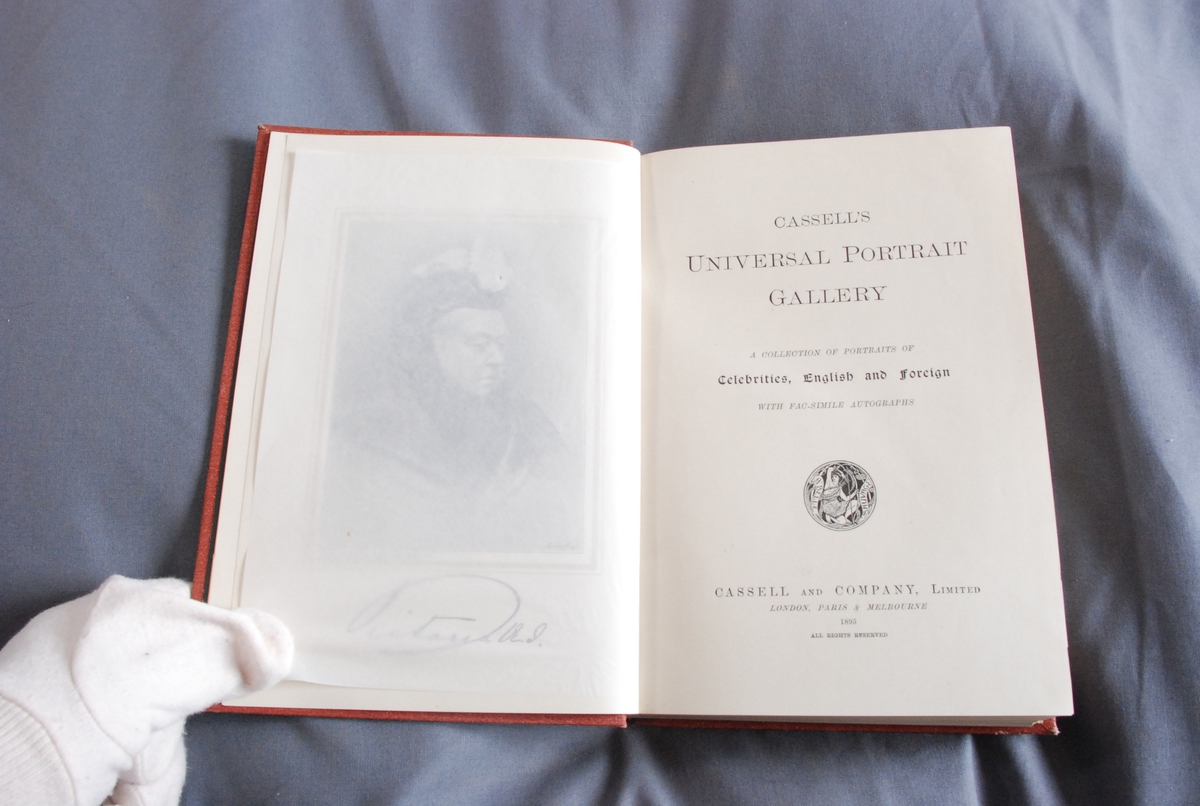 Victoria R.I.
CASSELL'S
UNIVERSAL PORTRAIT
GALLERY
A COLLECTION OF PORTRAITS OF
Celebrities, English and Foreign
WITH FAC-SIMILE AUTOGRAPHS
CASSELL AND COMPANY, LIMITED
LONDON, PARIS & MELBOURNE
1895
ALL RIGHTS RESERVED